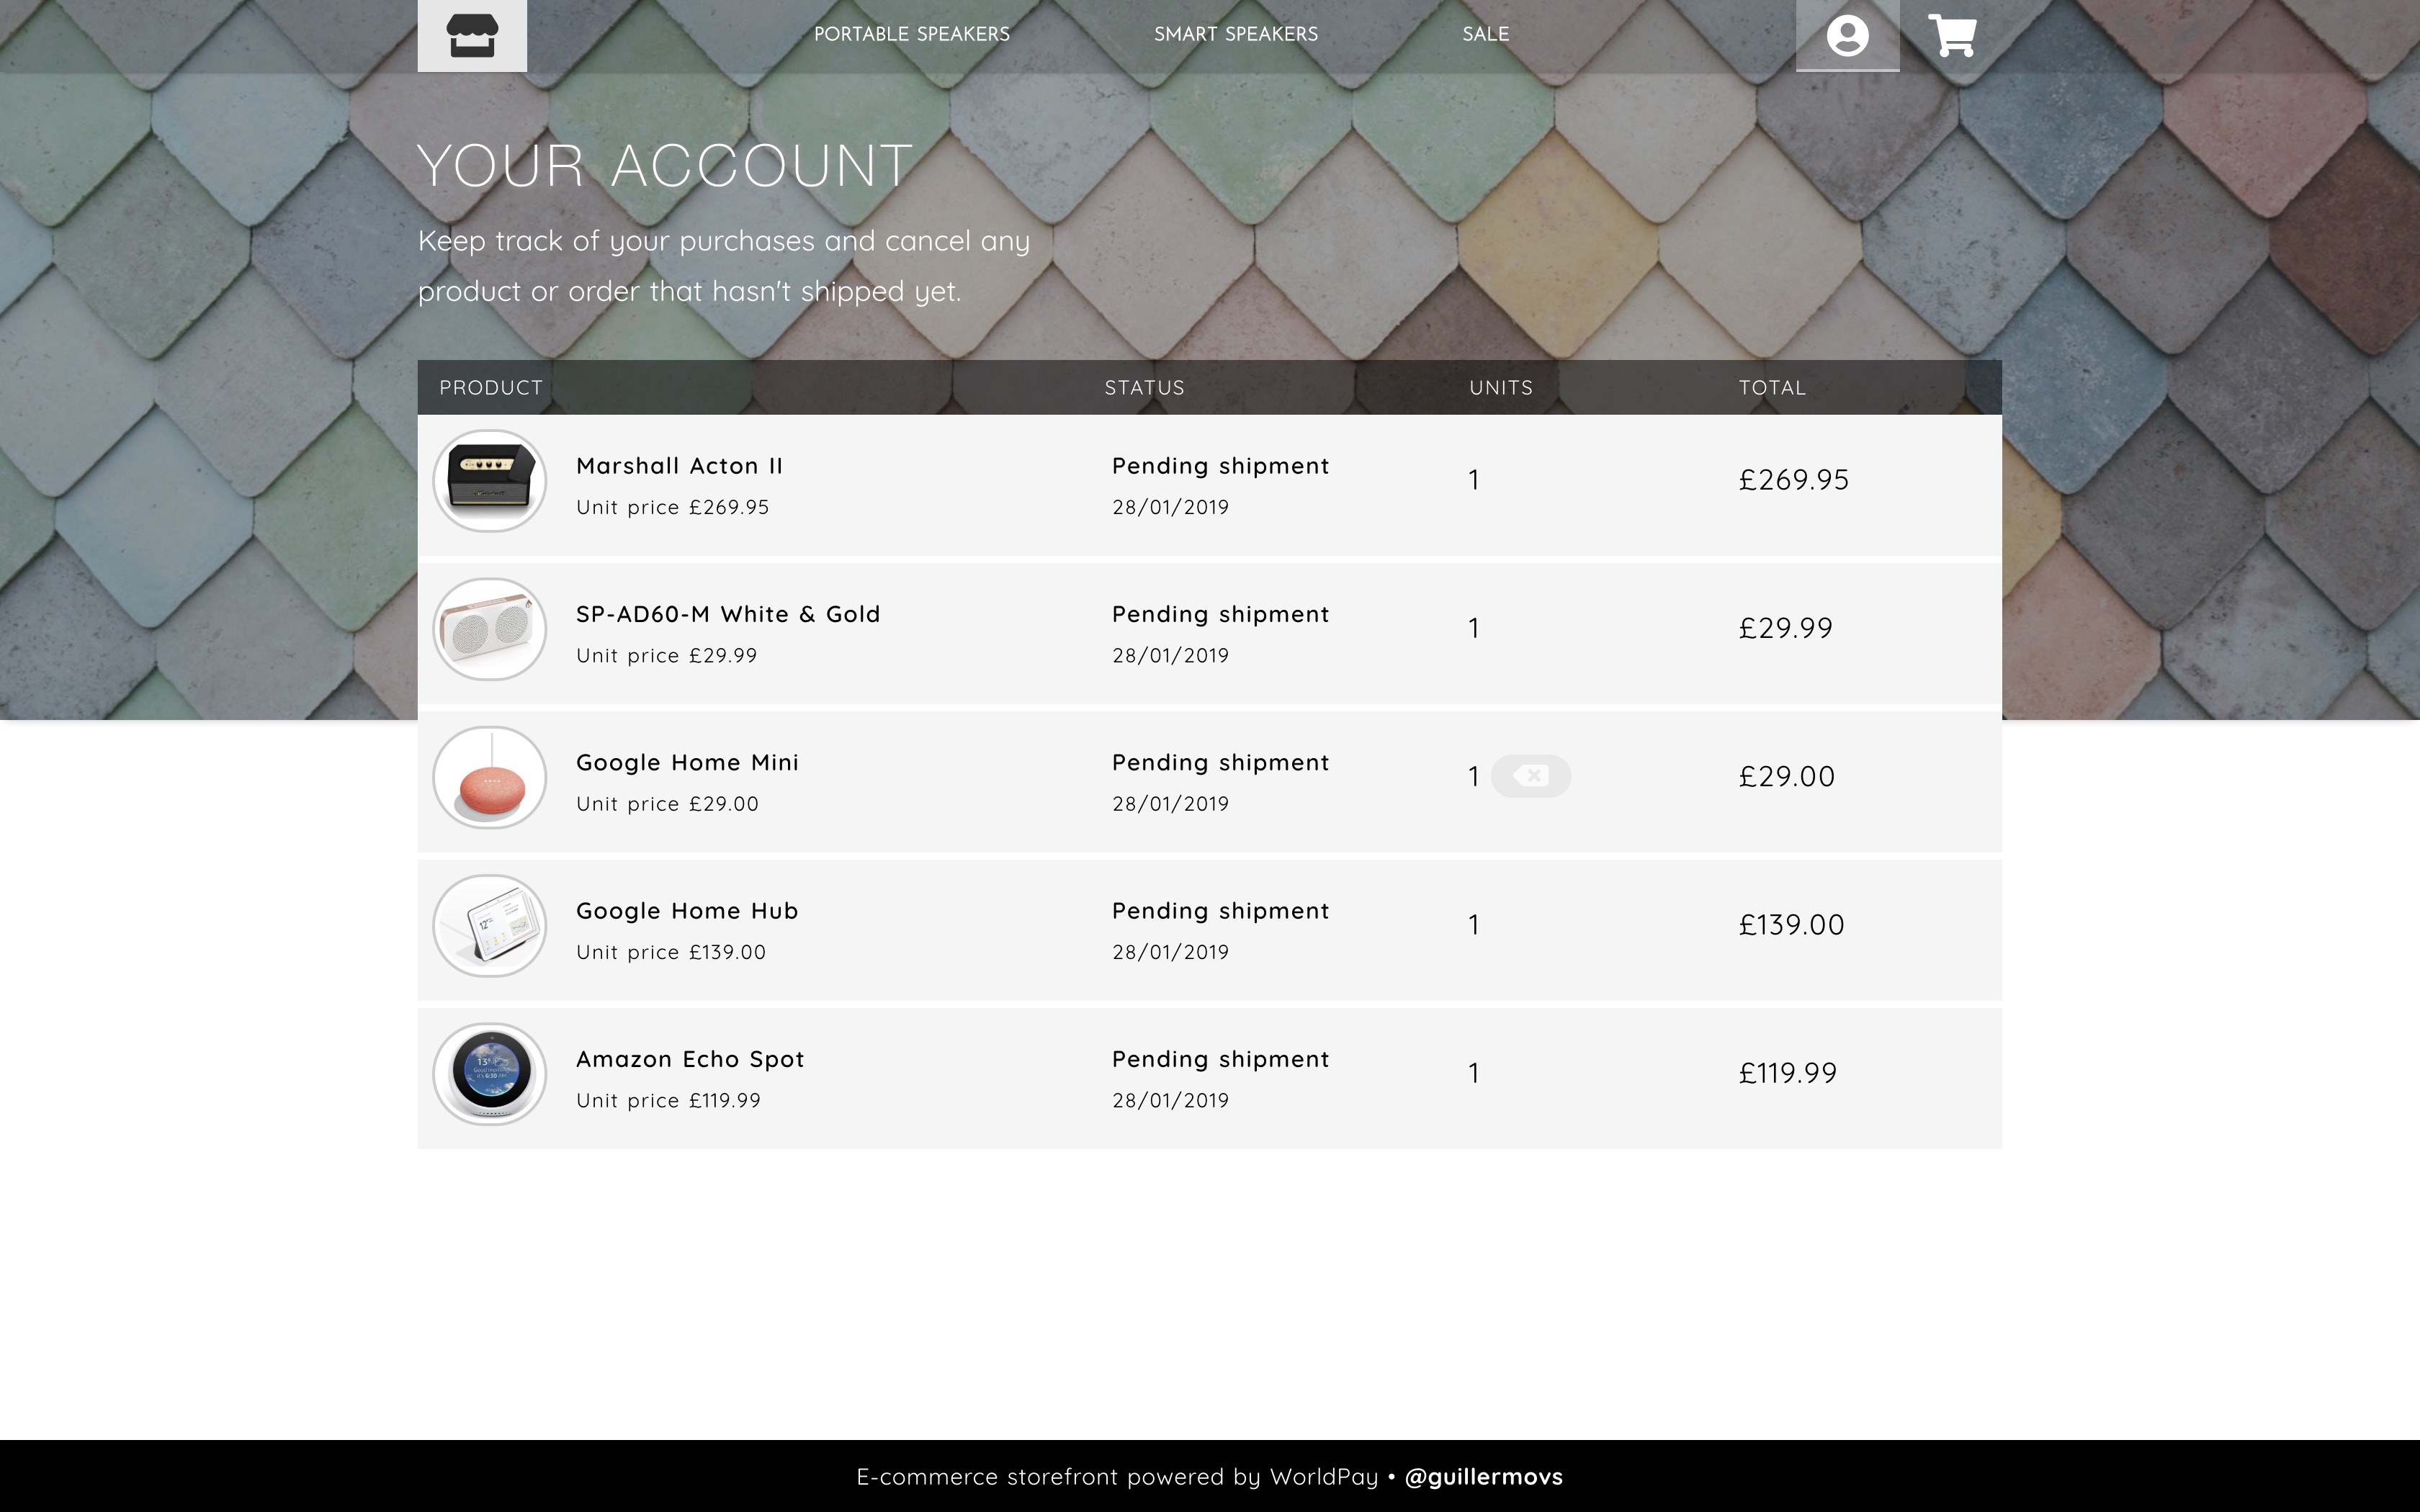 PORTABLE SPEAKERS SMART SPEAKERS SALE
YOUR ACCOUNT
Keep track of your purchases and cancel any
product or order that hasn't shipped yet.
PRODUCT STATUS UNITS TOTAL
Marshall Acton II Pending shipment 1 £269.95
Unit price £269.95 28/01/2019
SP-AD60-M White & Gold Pending shipment 1 £29.99
Unit price £29.99 28/01/2019
Google Home Mini Pending shipment 1 £29.00
Unit price £29.00 28/01/2019
Google Home Hub Pending shipment 1 £139.00
Unit price £139.00 28/01/2019
Amazon Echo Spot Pending shipment 1 £119.99
Unit price £119.99 28/01/2019
E-commerce storefront powered by WorldPay • @guillermovs